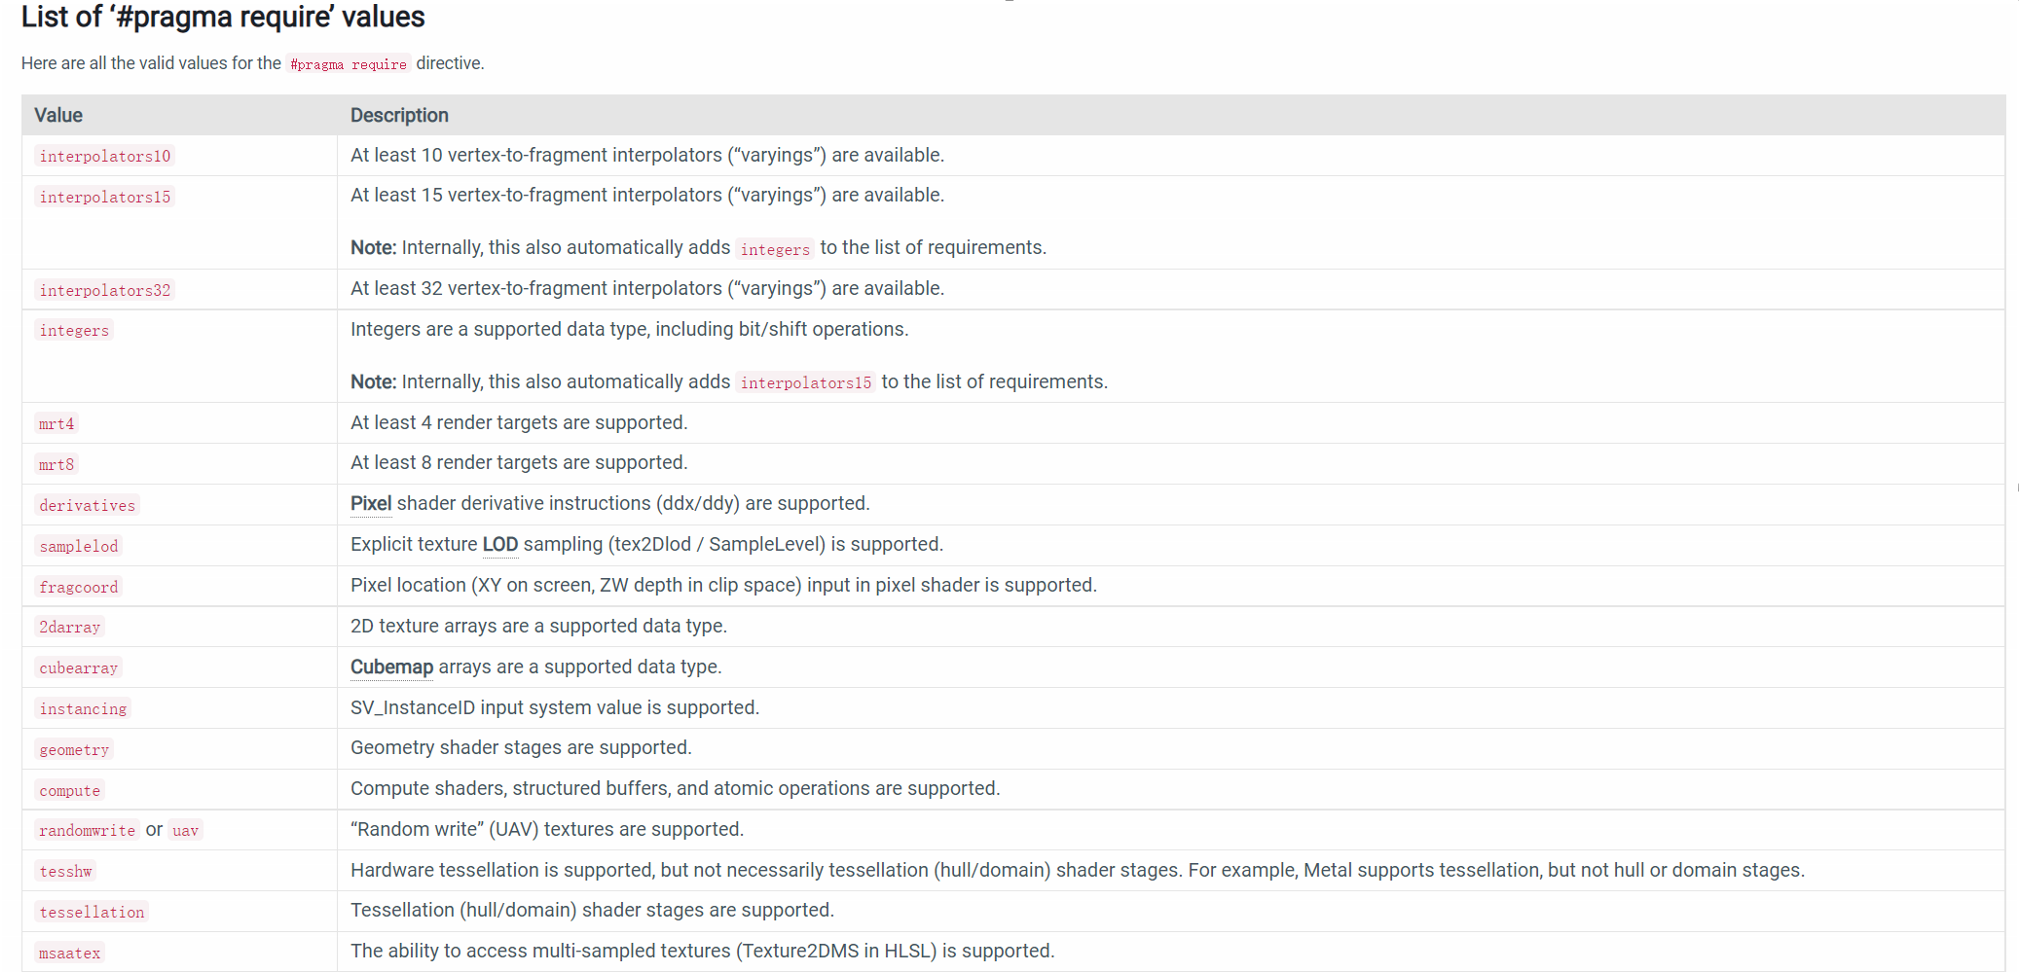 List of ‘#pragma require’ values
Here are all the valid values for the #pragma require directive.
Value Description
interpolators10 At least 10 vertex-to-fragment interpolators (“varyings”) are available.
interpolators15 At least 15 vertex-to-fragment interpolators (“varyings”) are available.
Note: Internally, this also automatically adds integers to the list of requirements.
interpolators32 At least 32 vertex-to-fragment interpolators (“varyings”) are available.
integers Integers are a supported data type, including bit/shift operations.
Note: Internally, this also automatically adds interpolators15 to the list of requirements.
mrt4 At least 4 render targets are supported.
mrt8 At least 8 render targets are supported.
derivatives Pixel shader derivative instructions (ddx/ddy) are supported.
samplelod Explicit texture LOD sampling (tex2Dlod / SampleLevel) is supported.
fragcoord Pixel location (XY on screen, ZW depth in clip space) input in pixel shader is supported.
2darray 2D texture arrays are a supported data type.
cubearray Cubemap arrays are a supported data type.
instancing SV_InstanceID input system value is supported.
geometry Geometry shader stages are supported.
compute Compute shaders, structured buffers, and atomic operations are supported.
randomwrite or uav “Random write” (UAV) textures are supported.
tesshw Hardware tessellation is supported, but not necessarily tessellation (hull/domain) shader stages. For example, Metal supports tessellation, but not hull or domain stages.
tessellation Tessellation (hull/domain) shader stages are supported.
msaatex The ability to access multi-sampled textures (Texture2DMS in HLSL) is supported.